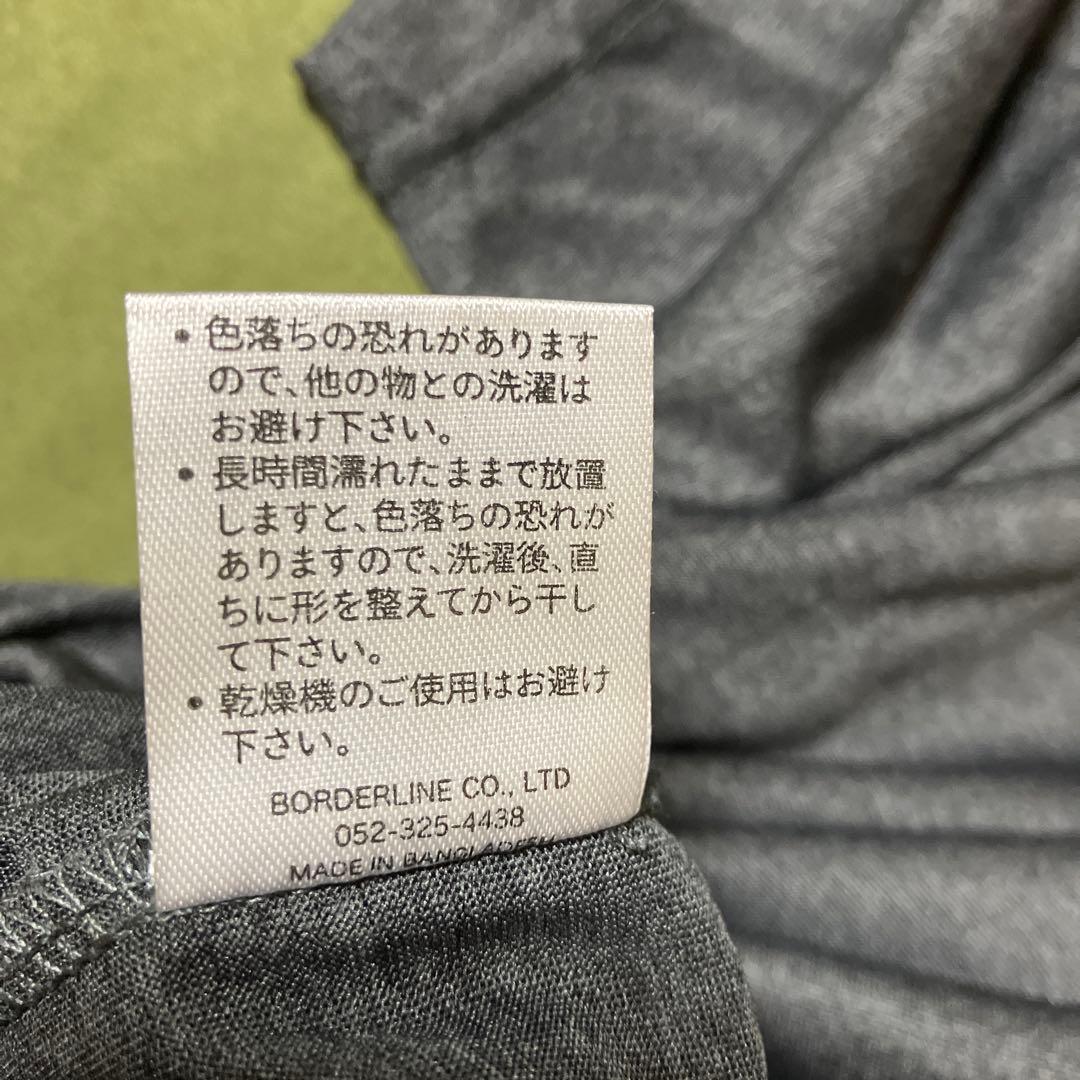 • 色落ちの恐れがあります
ので、他の物との洗濯は
お避け下さい。
• 長時間濡れたままで放置
しますと、色落ちの恐れが
ありますので、洗濯後、直
ちに形を整えてから干し
て下さい。
• 乾燥機のご使用はお避け
下さい。
BORDERLINE CO., LTD
052-325-4438
MADE IN BANGLADESH